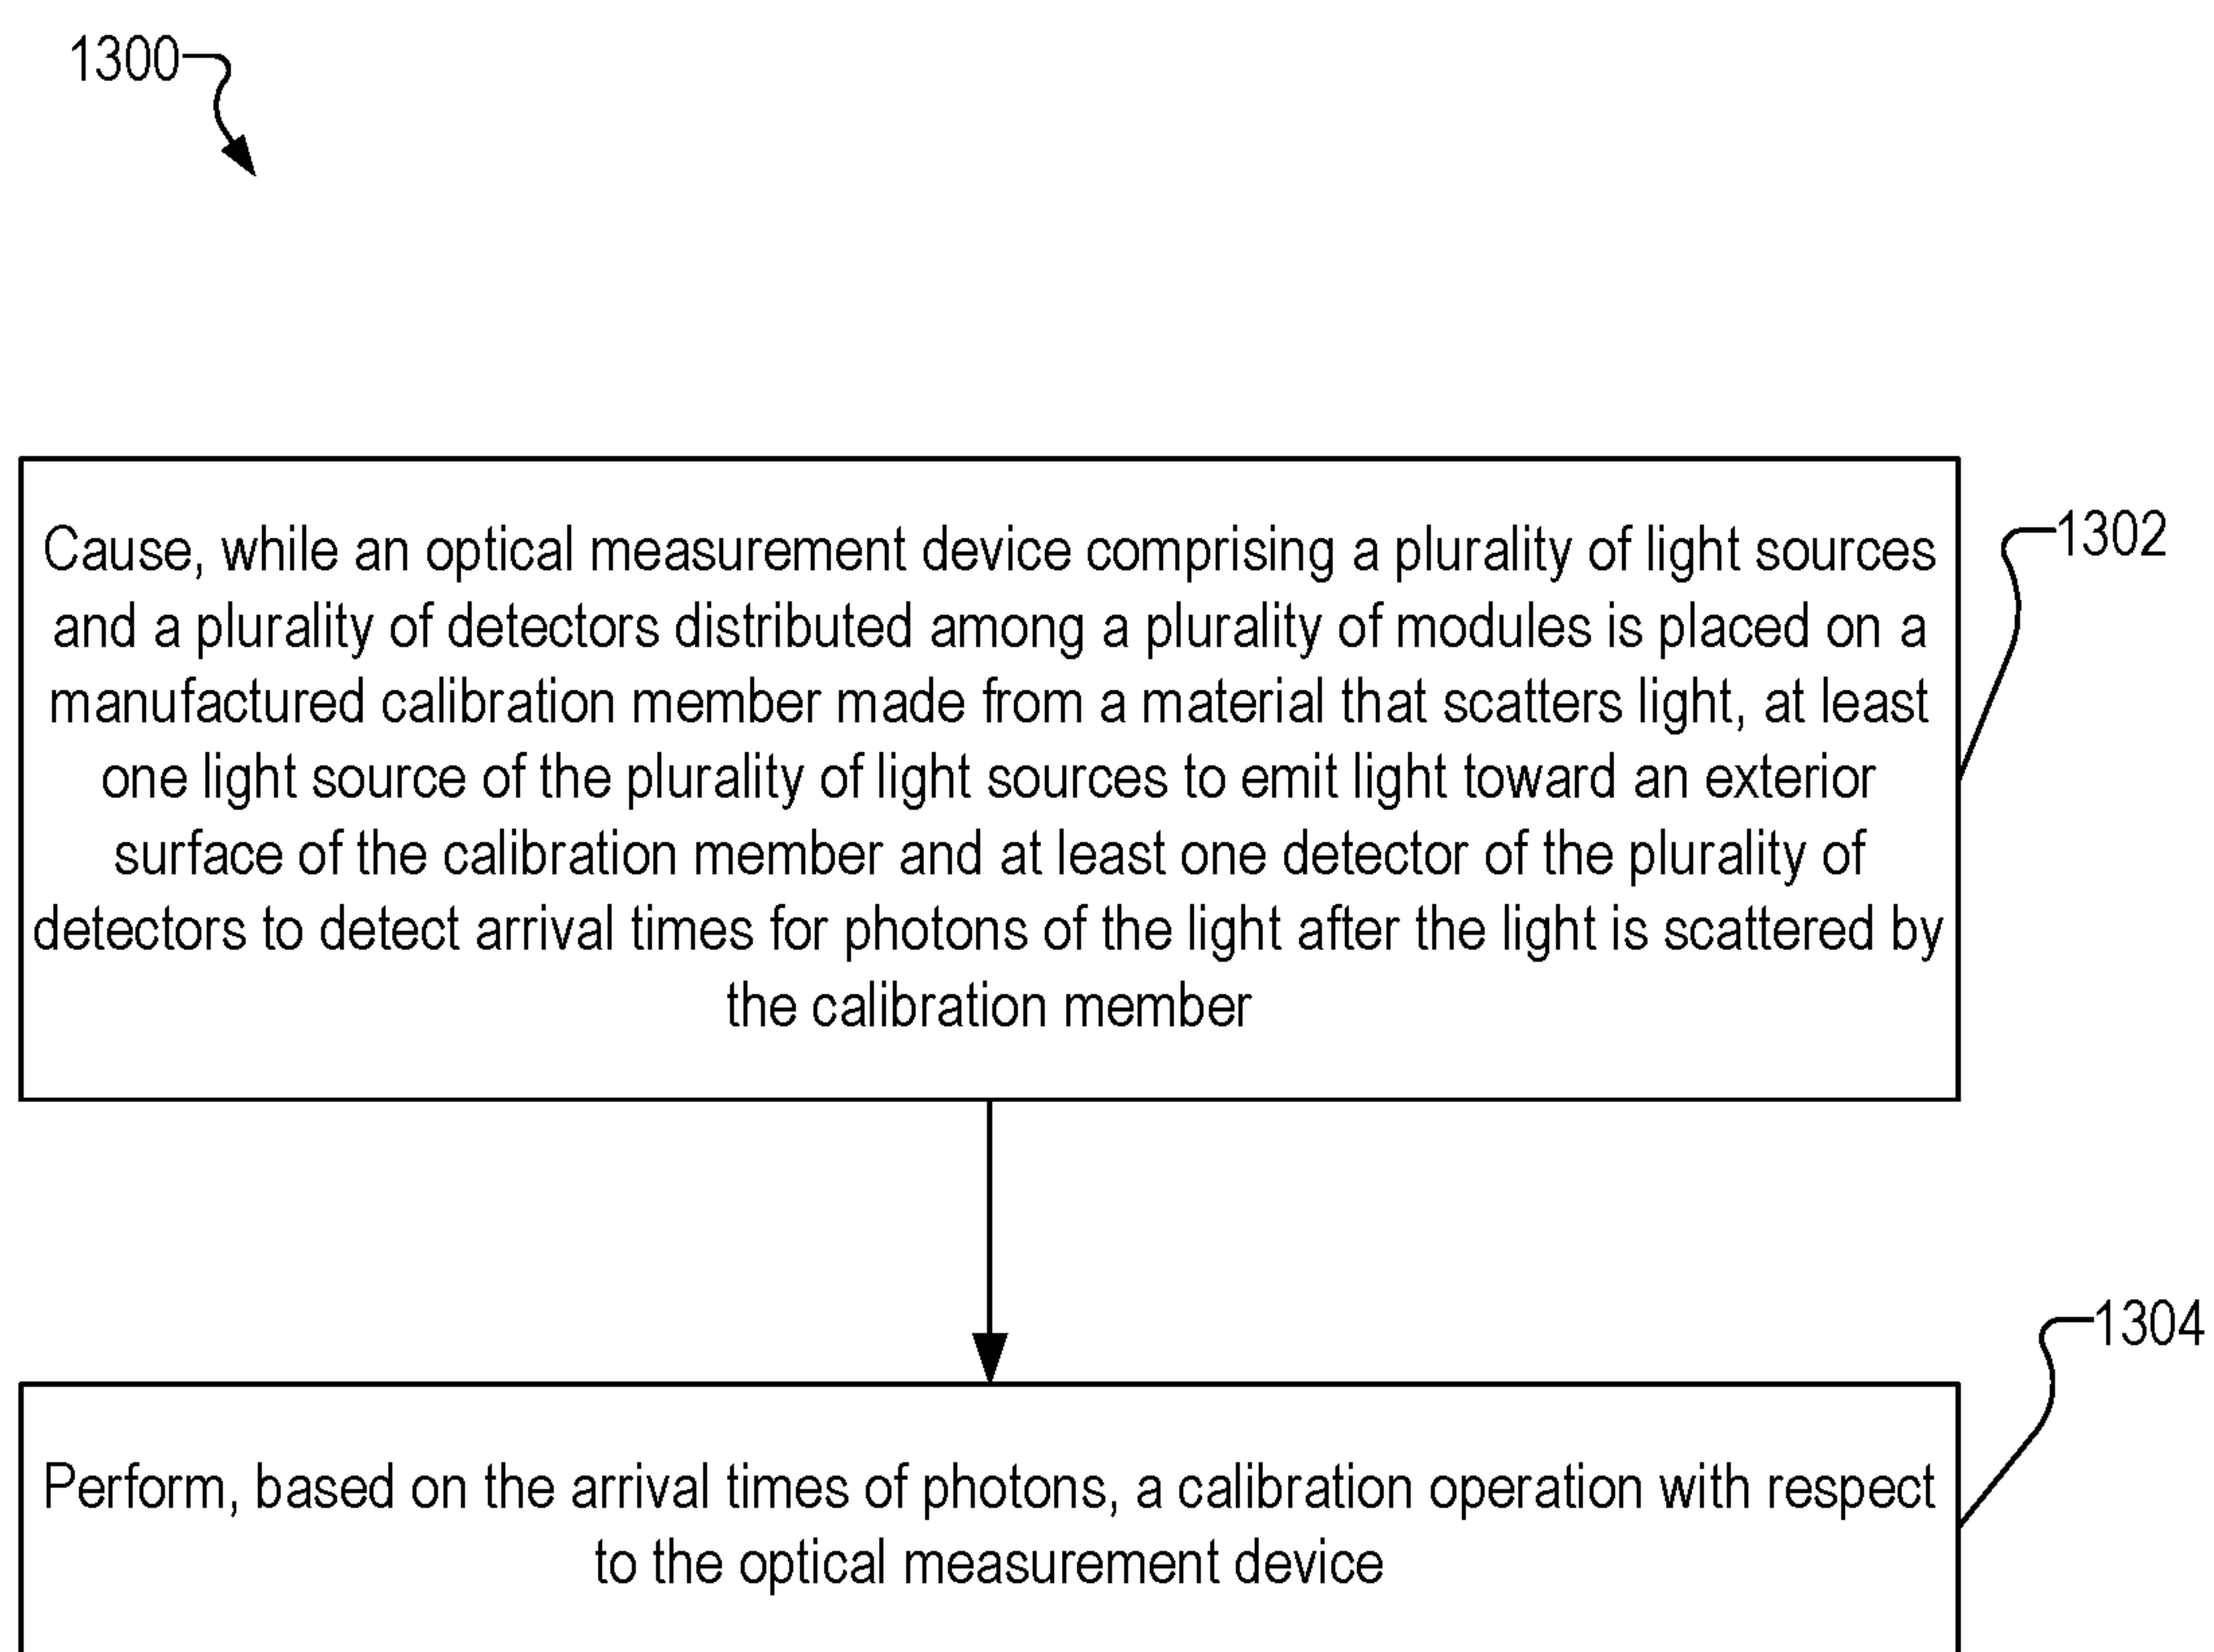 1300
Cause, while an optical measurement device comprising a plurality of light sources
and a plurality of detectors distributed among a plurality of modules is placed on a
manufactured calibration member made from a material that scatters light, at least
one light source of the plurality of light sources to emit light toward an exterior
surface of the calibration member and at least one detector of the plurality of
detectors to detect arrival times for photons of the light after the light is scattered by
the calibration member
1302
1304
Perform, based on the arrival times of photons, a calibration operation with respect
to the optical measurement device